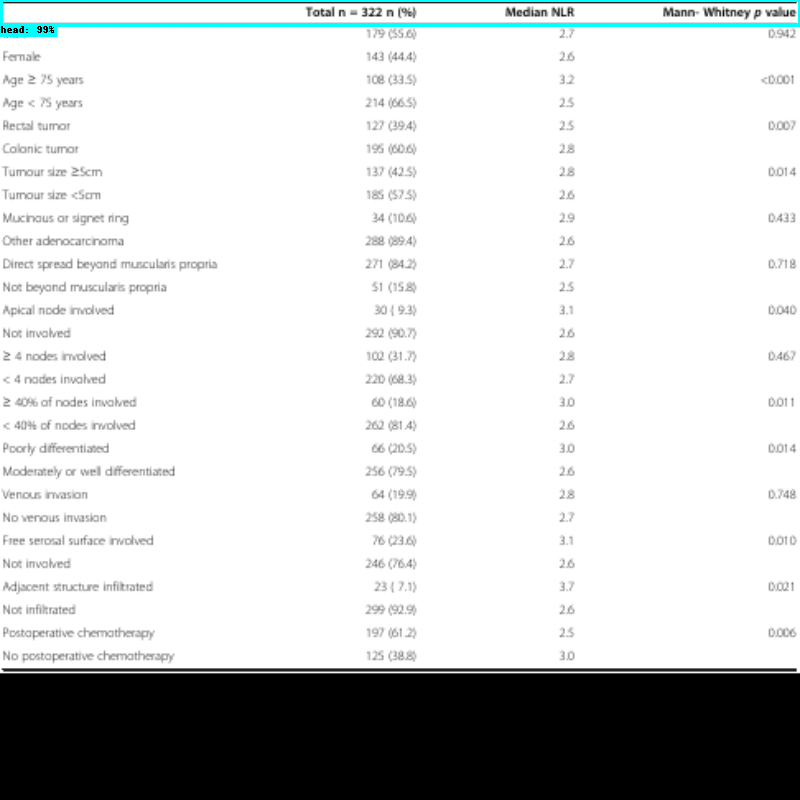 Total n = 322 n (%) Median NLR Mann- Whitney p value
head: 99%
179 (55.6) 2.7 0.942
Female 143 (44.4) 2.6
Age ≥ 75 years 108 (33.5) 3.2 <0.001
Age < 75 years 214 (66.5) 2.5
Rectal tumor 127 (39.4) 2.5 0.007
Colonic tumor 195 (60.6) 2.8
Tumour size ≥5cm 137 (42.5) 2.8 0.014
Tumour size <5cm 185 (57.5) 2.6
Mucinous or signet ring 34 (10.6) 2.9 0.433
Other adenocarcinoma 288 (89.4) 2.6
Direct spread beyond muscularis propria 271 (84.2) 2.7 0.718
Not beyond muscularis propria 51 (15.8) 2.5
Apical node involved 30 ( 9.3) 3.1 0.040
Not involved 292 (90.7) 2.6
≥ 4 nodes involved 102 (31.7) 2.8 0.467
< 4 nodes involved 220 (68.3) 2.7
≥ 40% of nodes involved 60 (18.6) 3.0 0.011
< 40% of nodes involved 262 (81.4) 2.6
Poorly differentiated 66 (20.5) 3.0 0.014
Moderately or well differentiated 256 (79.5) 2.6
Venous invasion 64 (19.9) 2.8 0.748
No venous invasion 258 (80.1) 2.7
Free serosal surface involved 76 (23.6) 3.1 0.010
Not involved 246 (76.4) 2.6
Adjacent structure infiltrated 23 ( 7.1) 3.7 0.021
Not infiltrated 299 (92.9) 2.6
Postoperative chemotherapy 197 (61.2) 2.5 0.006
No postoperative chemotherapy 125 (38.8) 3.0